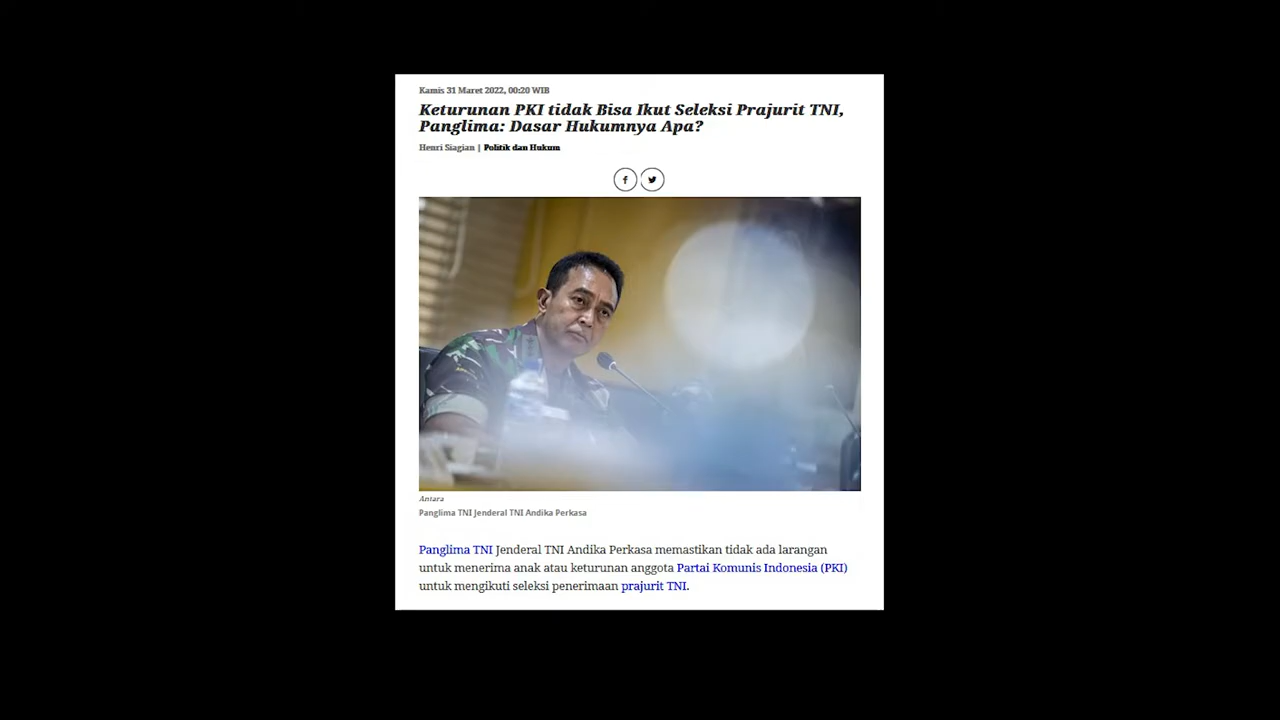 Kamis 31 Maret 2022, 00:20 WIB
Keturunan PKI tidak Bisa Ikut Seleksi Prajurit TNI,
Panglima: Dasar Hukumnya Apa?
Henri Siagian | Politik dan Hukum
Antara
Panglima TNI Jenderal TNI Andika Perkasa
Panglima TNI Jenderal TNI Andika Perkasa memastikan tidak ada larangan
untuk menerima anak atau keturunan anggota Partai Komunis Indonesia (PKI)
untuk mengikuti seleksi penerimaan prajurit TNI.